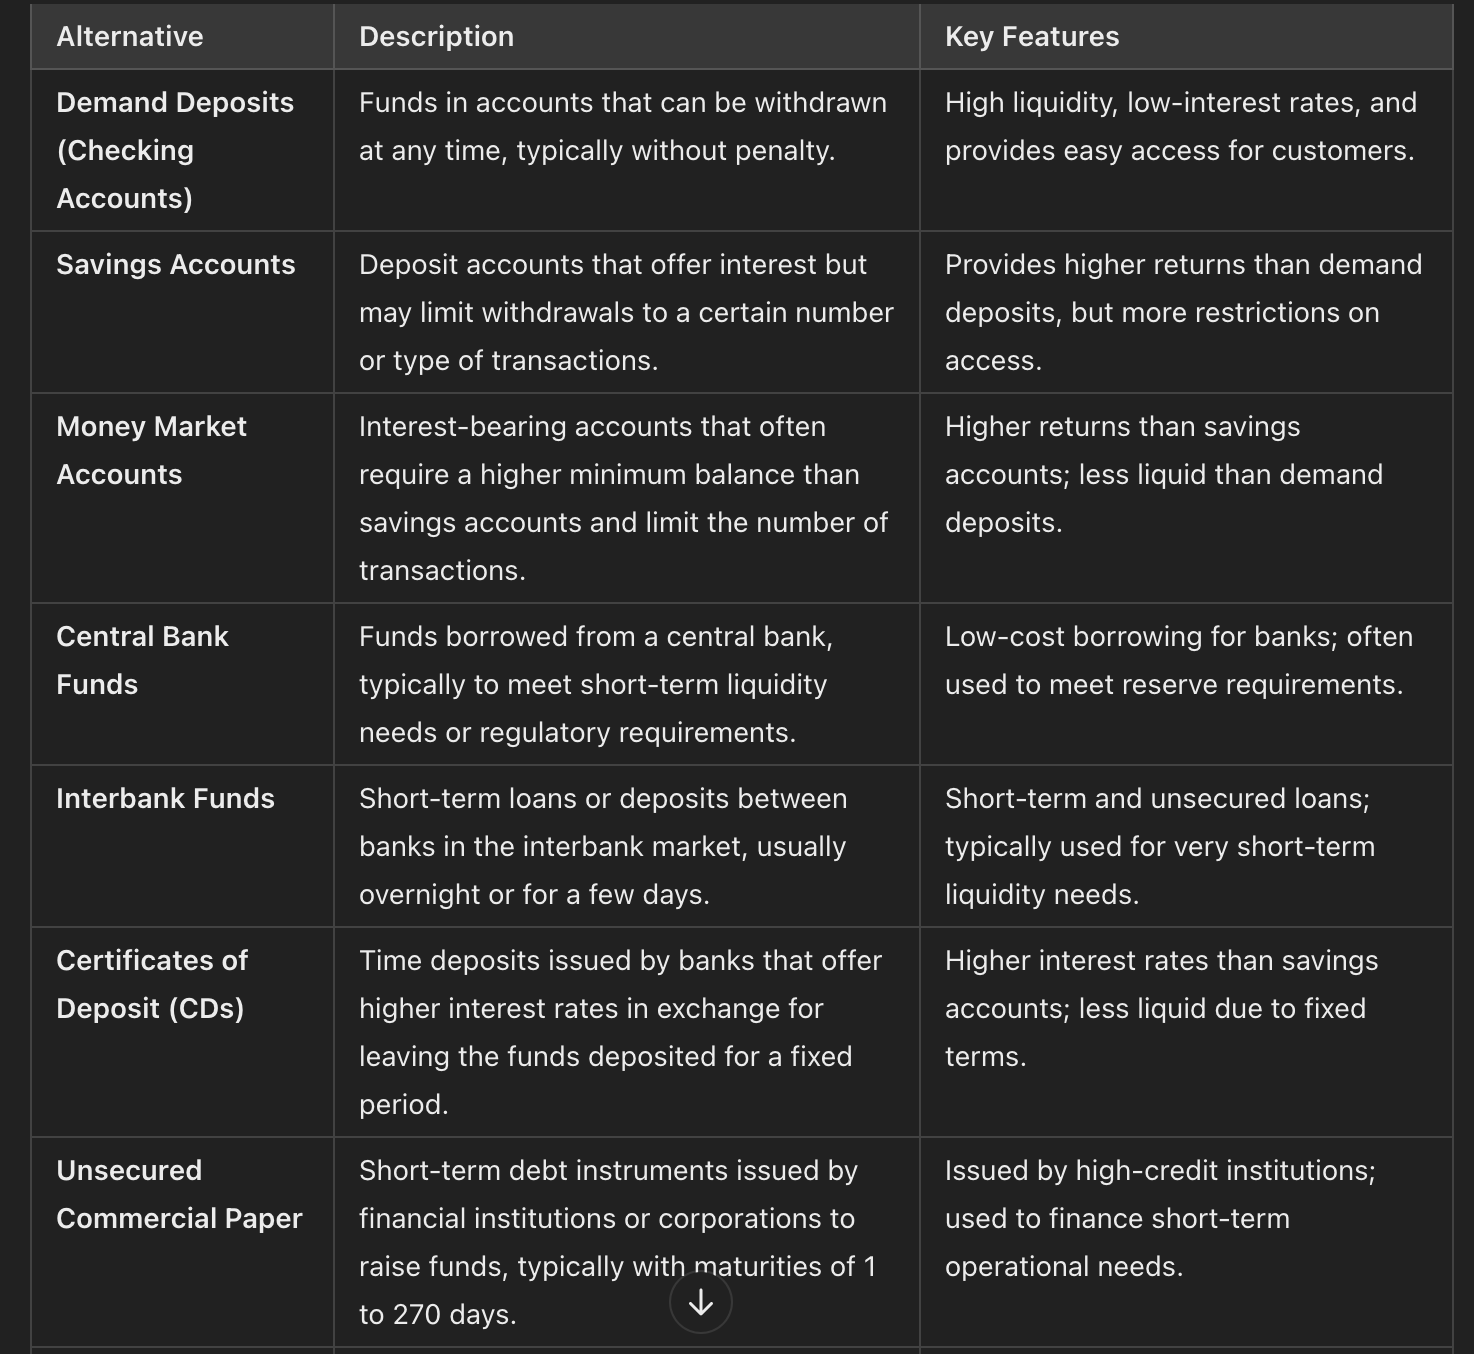 Alternative
Description
Key Features
Demand Deposits
(Checking
Accounts)
Funds in accounts that can be withdrawn
at any time, typically without penalty.
High liquidity, low-interest rates, and
provides easy access for customers.
Savings Accounts
Deposit accounts that offer interest but
may limit withdrawals to a certain number
or type of transactions.
Provides higher returns than demand
deposits, but more restrictions on
access.
Money Market
Accounts
Interest-bearing accounts that often
require a higher minimum balance than
savings accounts and limit the number of
transactions.
Higher returns than savings
accounts; less liquid than demand
deposits.
Central Bank
Funds
Funds borrowed from a central bank,
typically to meet short-term liquidity
needs or regulatory requirements.
Low-cost borrowing for banks; often
used to meet reserve requirements.
Interbank Funds
Short-term loans or deposits between
banks in the interbank market, usually
overnight or for a few days.
Short-term and unsecured loans;
typically used for very short-term
liquidity needs.
Certificates of
Deposit (CDs)
Time deposits issued by banks that offer
higher interest rates in exchange for
leaving the funds deposited for a fixed
period.
Higher interest rates than savings
accounts; less liquid due to fixed
terms.
Unsecured
Commercial Paper
Short-term debt instruments issued by
financial institutions or corporations to
raise funds, typically with maturities of 1
to 270 days.
Issued by high-credit institutions;
used to finance short-term
operational needs.